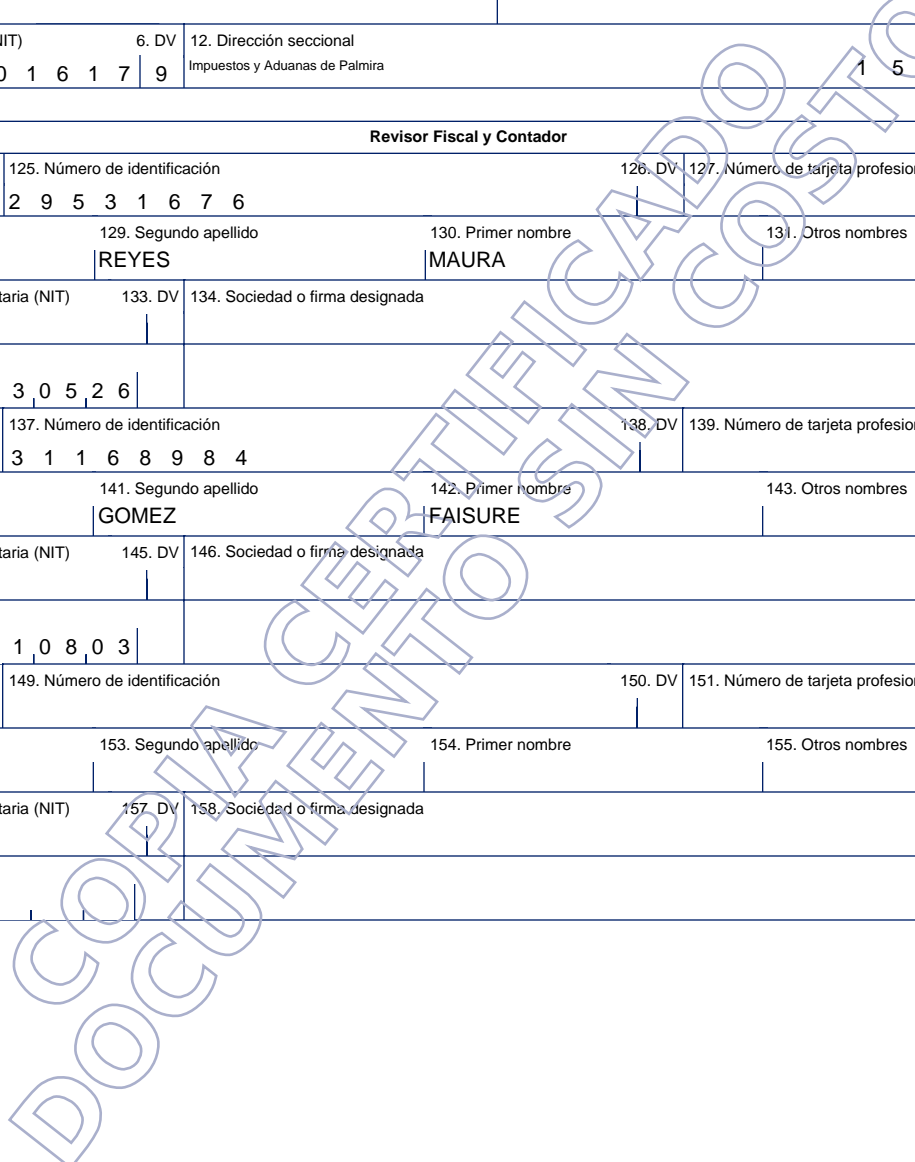 NIT) 6. DV 12. Dirección seccional
0 1 6 1 7 9 Impuestos y Aduanas de Palmira 1 5
Revisor Fiscal y Contador
125. Número de identificación 126. DV 127. Número de tarjeta profesion
2 9 5 3 1 6 7 6
129. Segundo apellido 130. Primer nombre 131. Otros nombres
REYES MAURA
taria (NIT) 133. DV 134. Sociedad o firma designada
3 0 5 2 6
137. Número de identificación 138. DV 139. Número de tarjeta profesion
3 1 1 6 8 9 8 4
141. Segundo apellido 142. Primer nombre 143. Otros nombres
GOMEZ FAISURE
taria (NIT) 145. DV 146. Sociedad o firma designada
1 0 8 0 3
149. Número de identificación 150. DV 151. Número de tarjeta profesion
153. Segundo apellido 154. Primer nombre 155. Otros nombres
taria (NIT) 157. DV 158. Sociedad o firma designada
COPIA CERTIFICADO
DOCUMENTO SIN COSTO